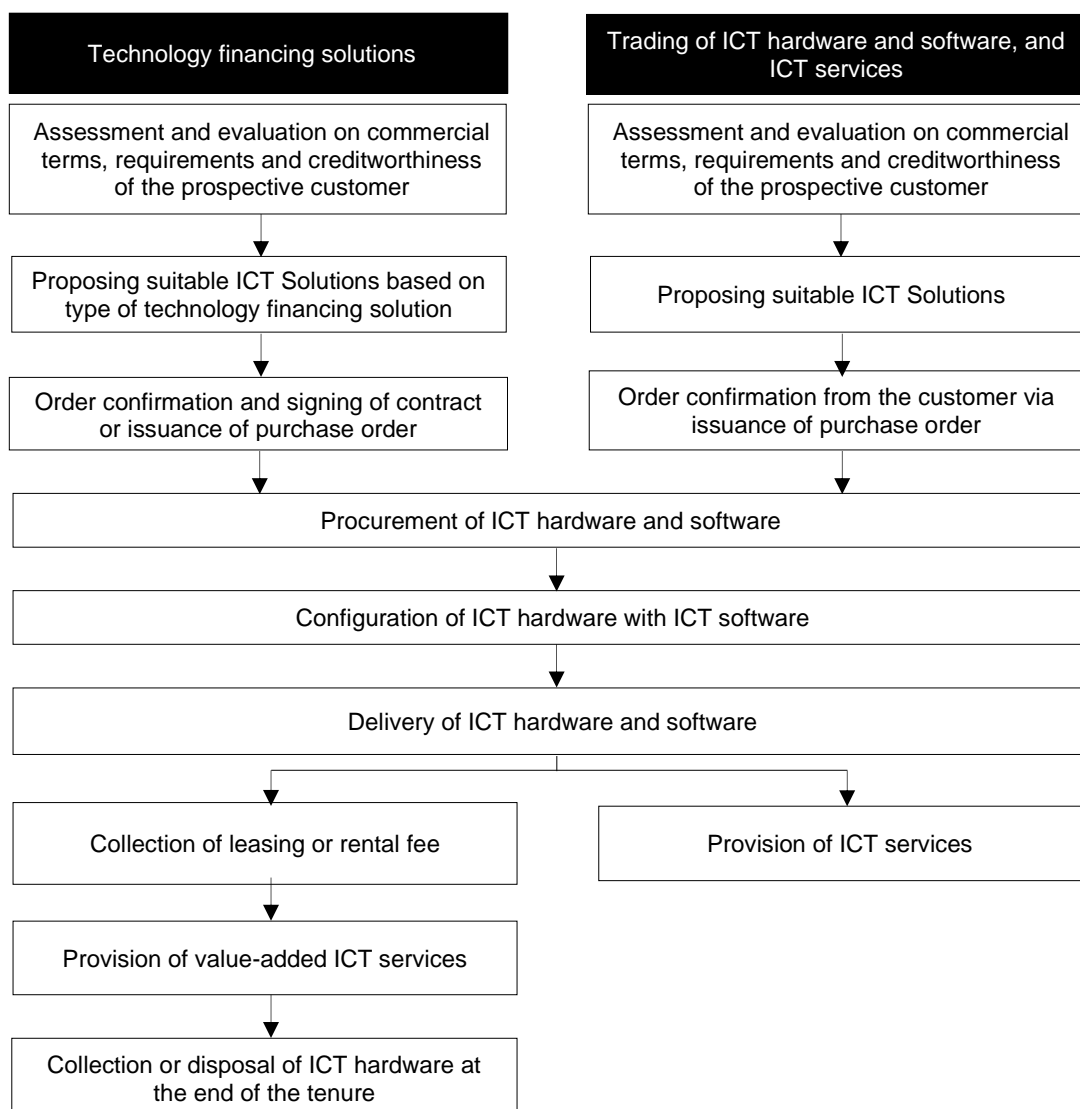 Technology financing solutions
Trading of ICT hardware and software, and
ICT services
Assessment and evaluation on commercial
terms, requirements and creditworthiness
of the prospective customer
Assessment and evaluation on commercial
terms, requirements and creditworthiness
of the prospective customer
Proposing suitable ICT Solutions based on
type of technology financing solution
Proposing suitable ICT Solutions
Order confirmation and signing of contract
or issuance of purchase order
Order confirmation from the customer via
issuance of purchase order
Procurement of ICT hardware and software
Configuration of ICT hardware with ICT software
Delivery of ICT hardware and software
Collection of leasing or rental fee
Provision of ICT services
Provision of value-added ICT services
Collection or disposal of ICT hardware at
the end of the tenure